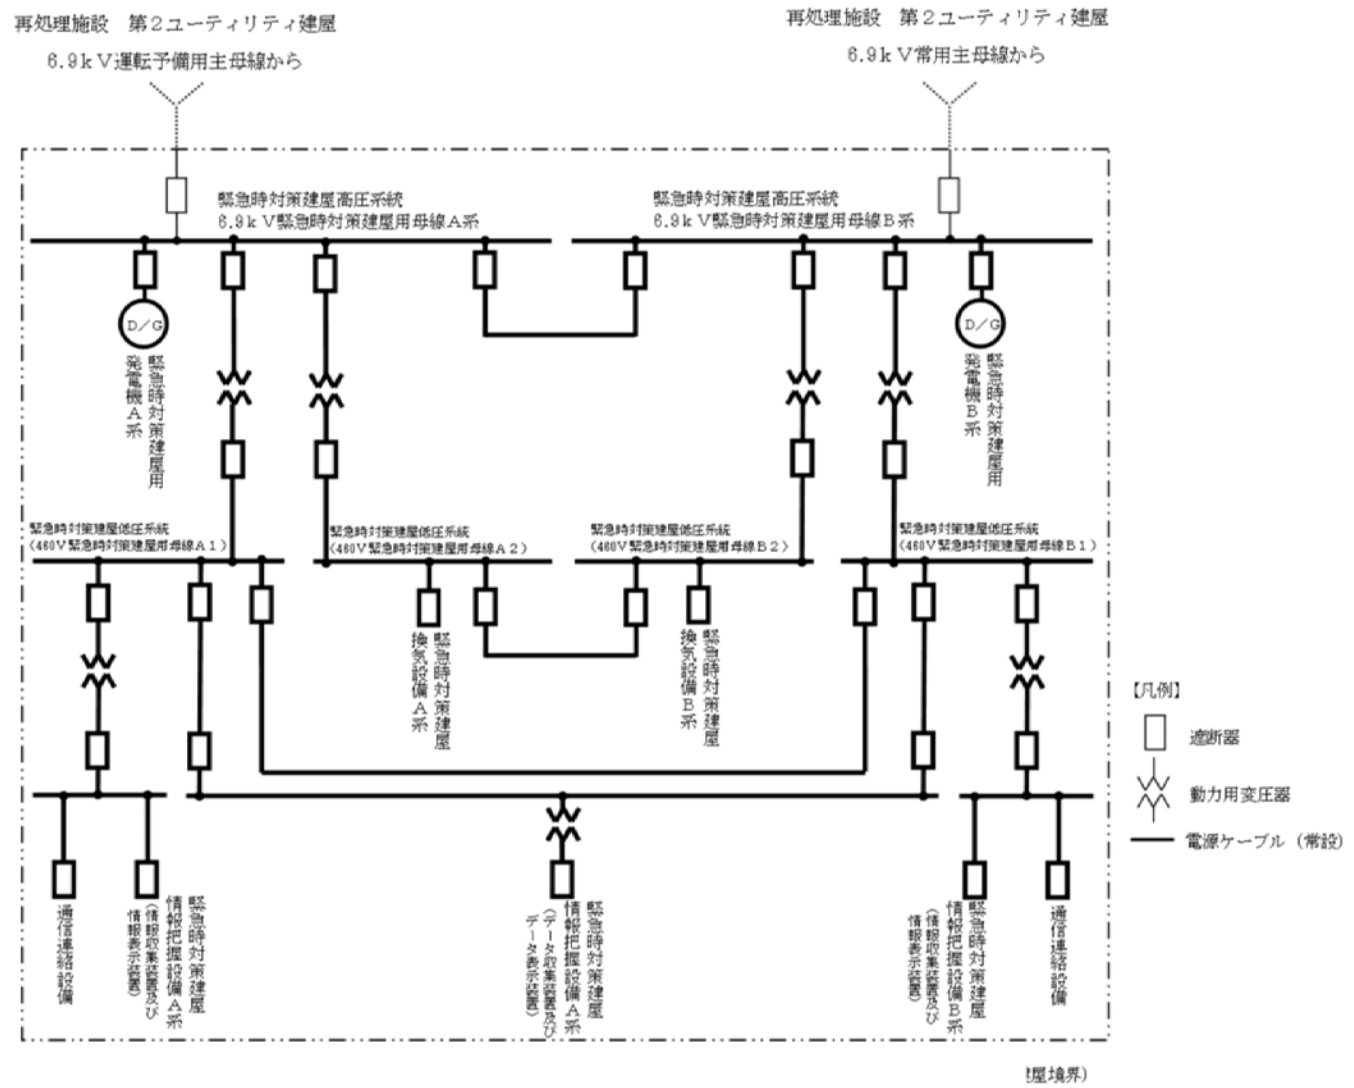 再処理施設　第２ユーティリティ建屋
6.9ｋＶ運転予備用主母線から
再処理施設　第２ユーティリティ建屋
6.9ｋＶ常用主母線から
緊急時対策建屋高圧系統
6.9ｋＶ緊急時対策建屋用母線Ａ系
緊急時対策建屋高圧系統
6.9ｋＶ緊急時対策建屋用母線Ｂ系
D／G
緊急時対策建屋用
発電機Ａ系
D／G
緊急時対策建屋用
発電機Ｂ系
緊急時対策建屋低圧系統
（460Ｖ緊急時対策建屋用母線Ａ１）
緊急時対策建屋低圧系統
（460Ｖ緊急時対策建屋用母線Ａ２）
緊急時対策建屋低圧系統
（460Ｖ緊急時対策建屋用母線Ｂ２）
緊急時対策建屋低圧系統
（460Ｖ緊急時対策建屋用母線Ｂ１）
緊急時対策建屋
換気設備Ａ系
緊急時対策建屋
換気設備Ｂ系
【凡例】
遮断器
動力用変圧器
電源ケーブル（常設）
通信連絡設備
緊急時対策建屋
情報把握設備Ａ系
（情報収集装置及び
情報表示装置）
緊急時対策建屋
情報把握設備Ａ系
（データ収集装置及び
データ表示装置）
緊急時対策建屋
情報把握設備Ｂ系
（情報収集装置及び
情報表示装置）
通信連絡設備
屋境界）